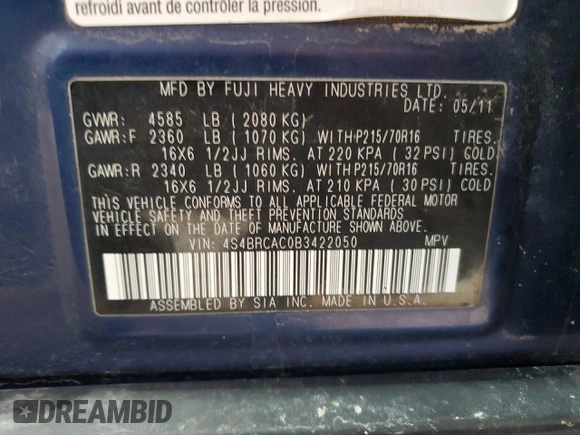 refroidi avant de contrôler la pression.
MFD BY FUJI HEAVY INDUSTRIES LTD.
DATE: 05/11
GVWR: 4585 LB (2080 KG)
GAWR:F 2360 LB (1070 KG) WITH P215/70R16 TIRES.
16X6 1/2JJ RIMS. AT 220 KPA (32 PSI) COLD
GAWR:R 2340 LB (1060 KG) WITH P215/70R16 TIRES.
16X6 1/2JJ RIMS. AT 210 KPA (30 PSI) COLD
THIS VEHICLE CONFORMS TO ALL APPLICABLE FEDERAL MOTOR
VEHICLE SAFETY AND THEFT PREVENTION STANDARDS
IN EFFECT ON THE DATE OF MANUFACTURE SHOWN ABOVE.
VIN: 4S4BRCAC0B3422050 MPV
ASSEMBLED BY SIA INC. MADE IN U.S.A.
DREAMBID